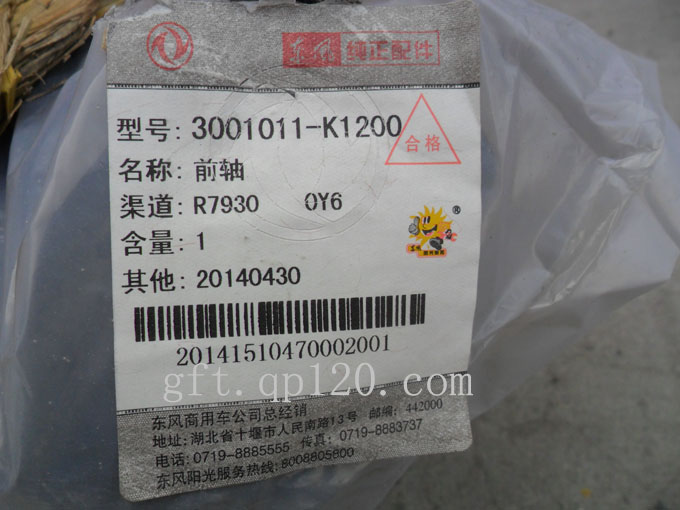 东风 纯正配件
型号: 3001011-K1200
合格
名称: 前轴
渠道: R7930 0Y6
含量: 1
®
其他: 20140430
20141510470002001
gft.qp120.com
东风商用车公司总经销
地址: 湖北省十堰市人民南路13号 邮编: 442000
电话: 0719-8885555 传真: 0719-8883737
东风阳光服务热线: 8008805800